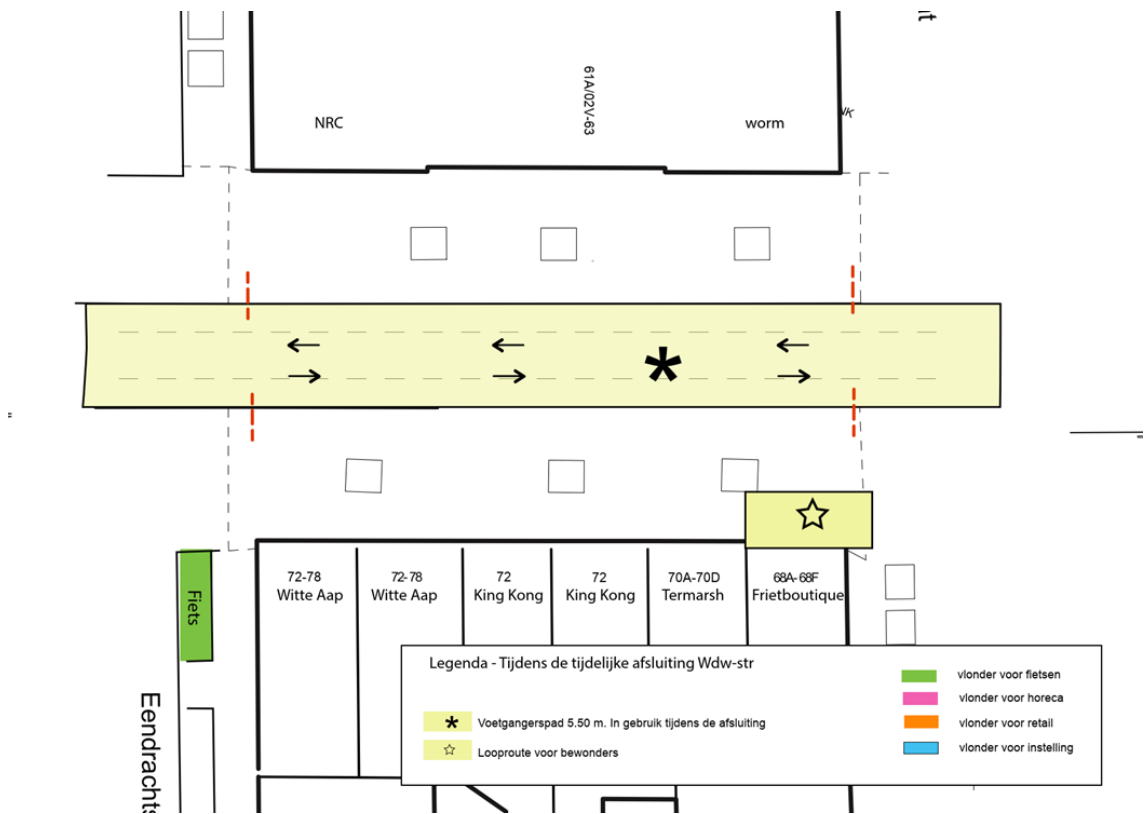 NRC
61A/02V-63
worm
72-78
Witte Aap
72-78
Witte Aap
72
King Kong
72
King Kong
70A-70D
Termarsh
68A-68F
Frietboutique
Fiets
Eendrachts
Legenda - Tijdens de tijdelijke afsluiting Wdw-str
* Voetgangerspad 5.50 m. In gebruik tijdens de afsluiting
☆ Looproute voor bewonders
vlonder voor fietsen
vlonder voor horeca
vlonder voor retail
vlonder voor instelling